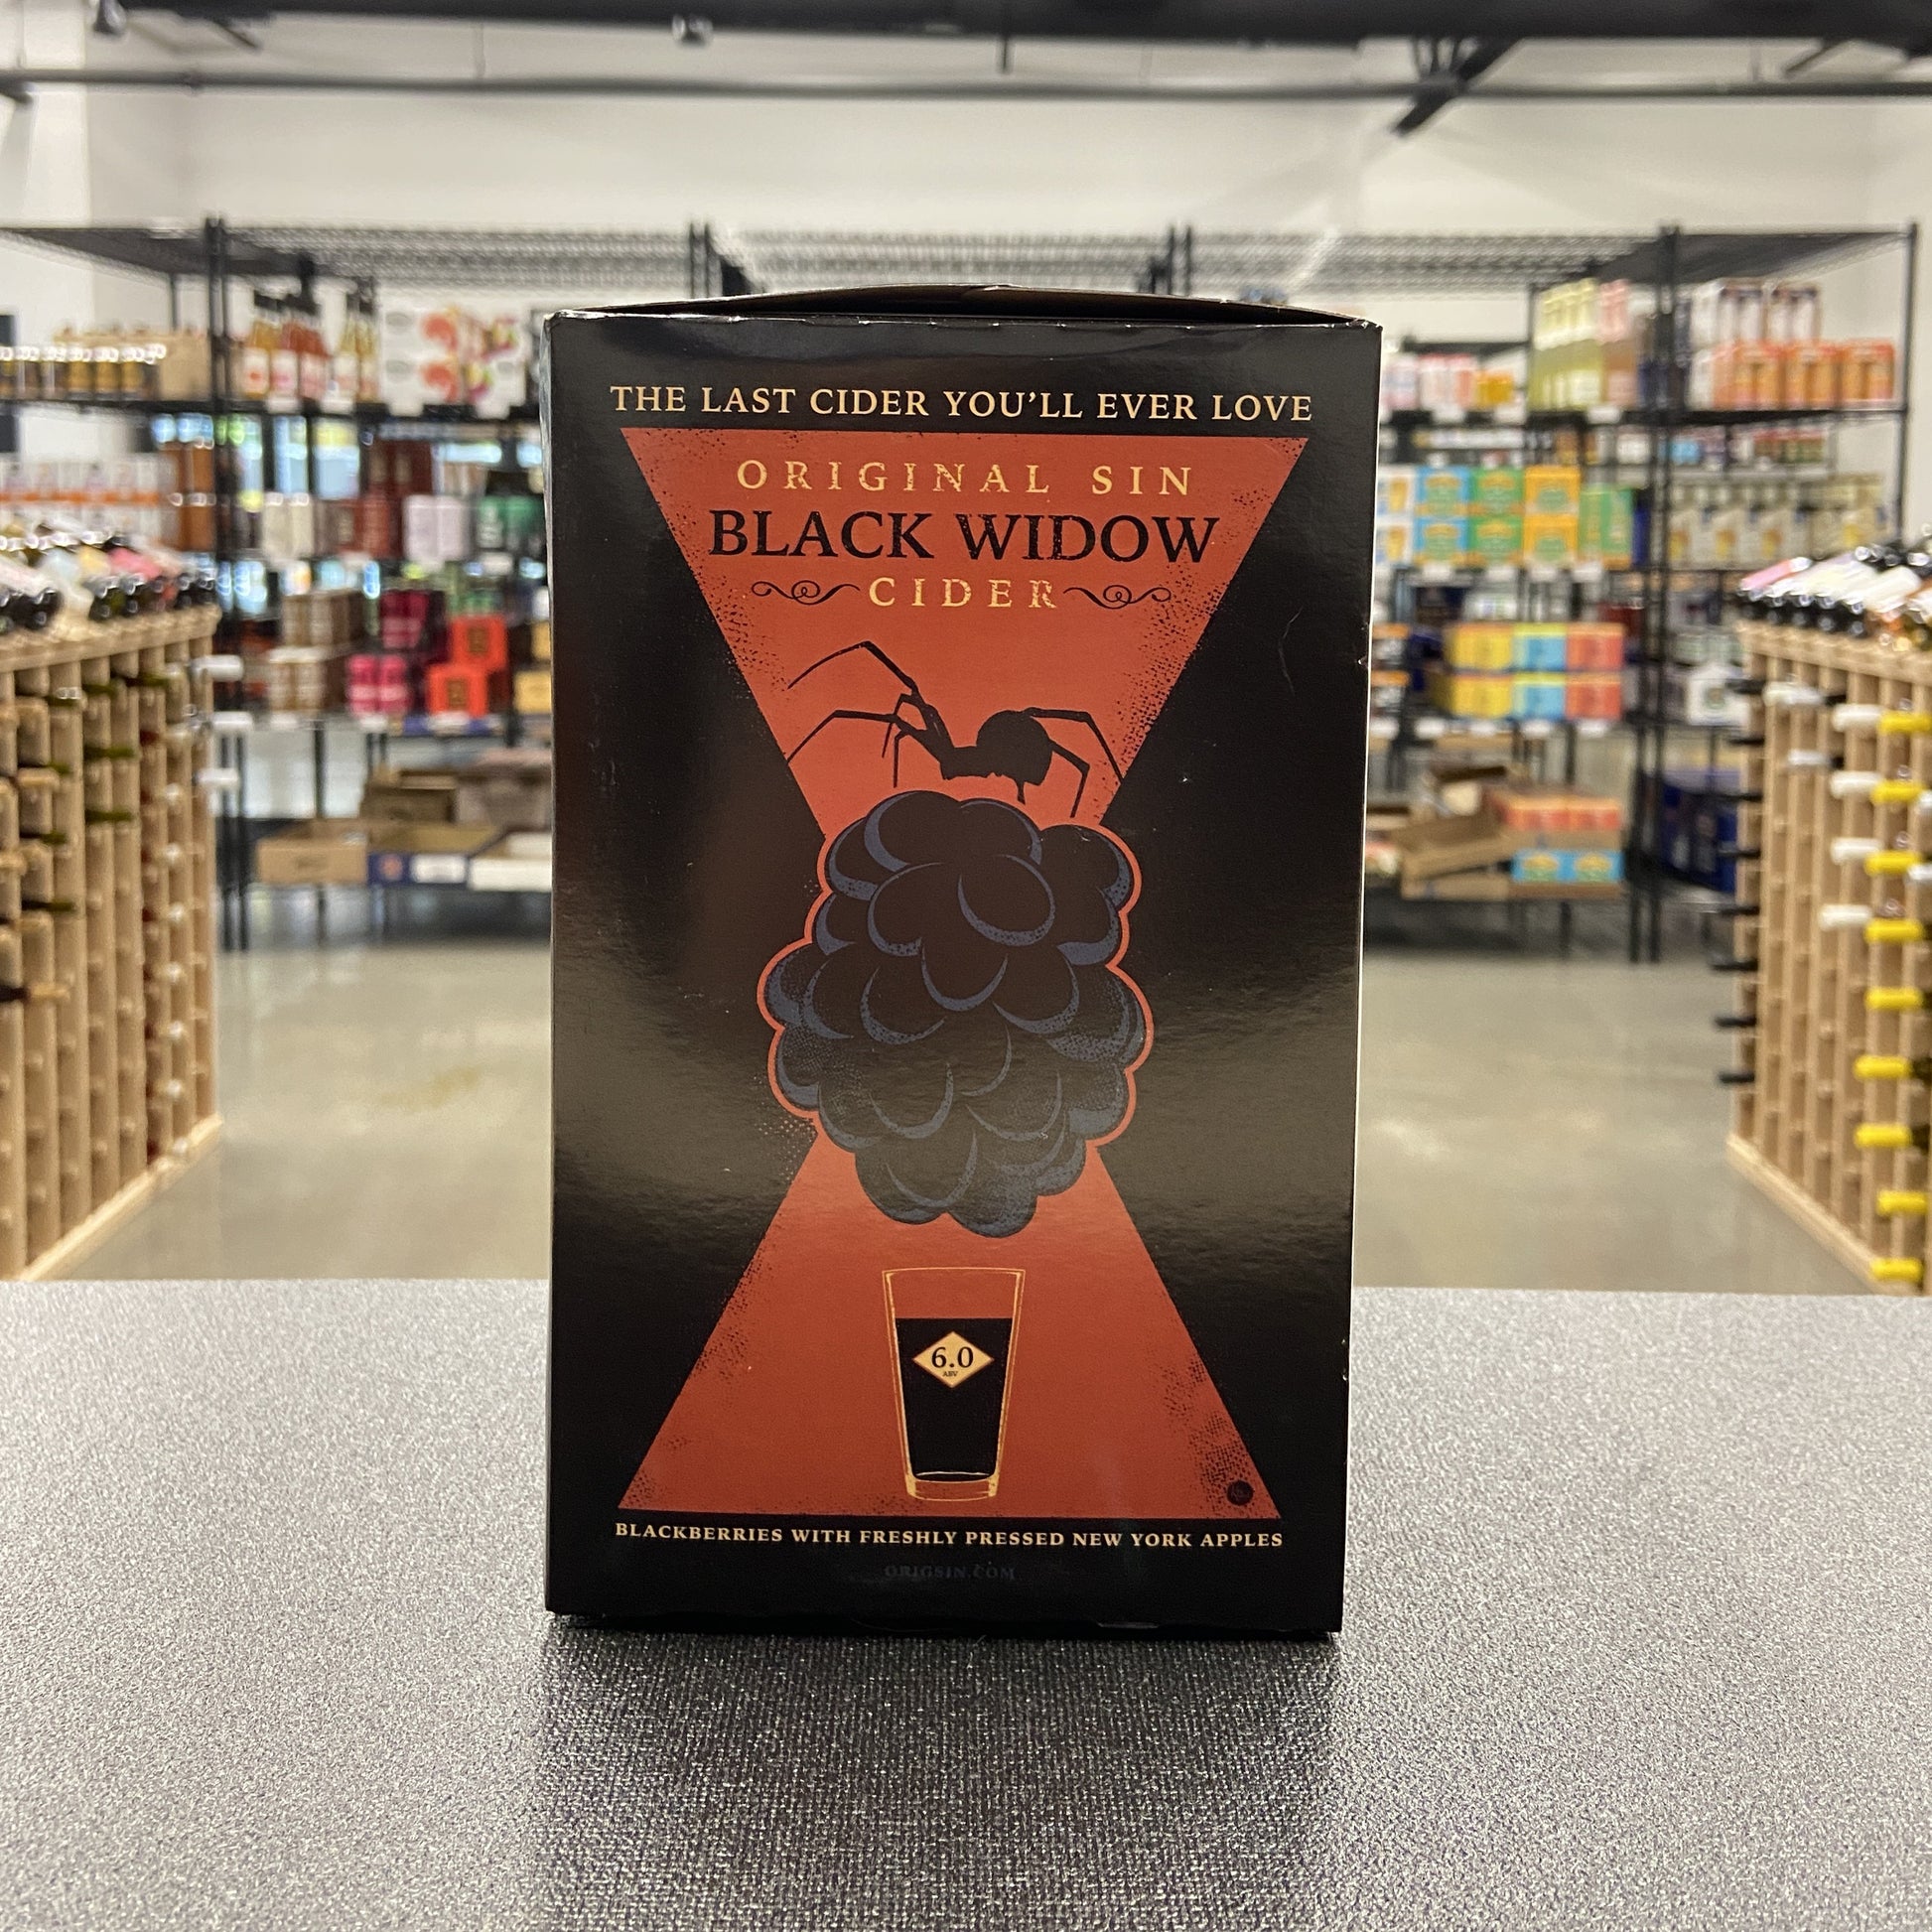 THE LAST CIDER YOU'LL EVER LOVE
ORIGINAL SIN
BLACK WIDOW
CIDER
6.0
ABV
BLACKBERRIES WITH FRESHLY PRESSED NEW YORK APPLES
ORIGSIN.COM